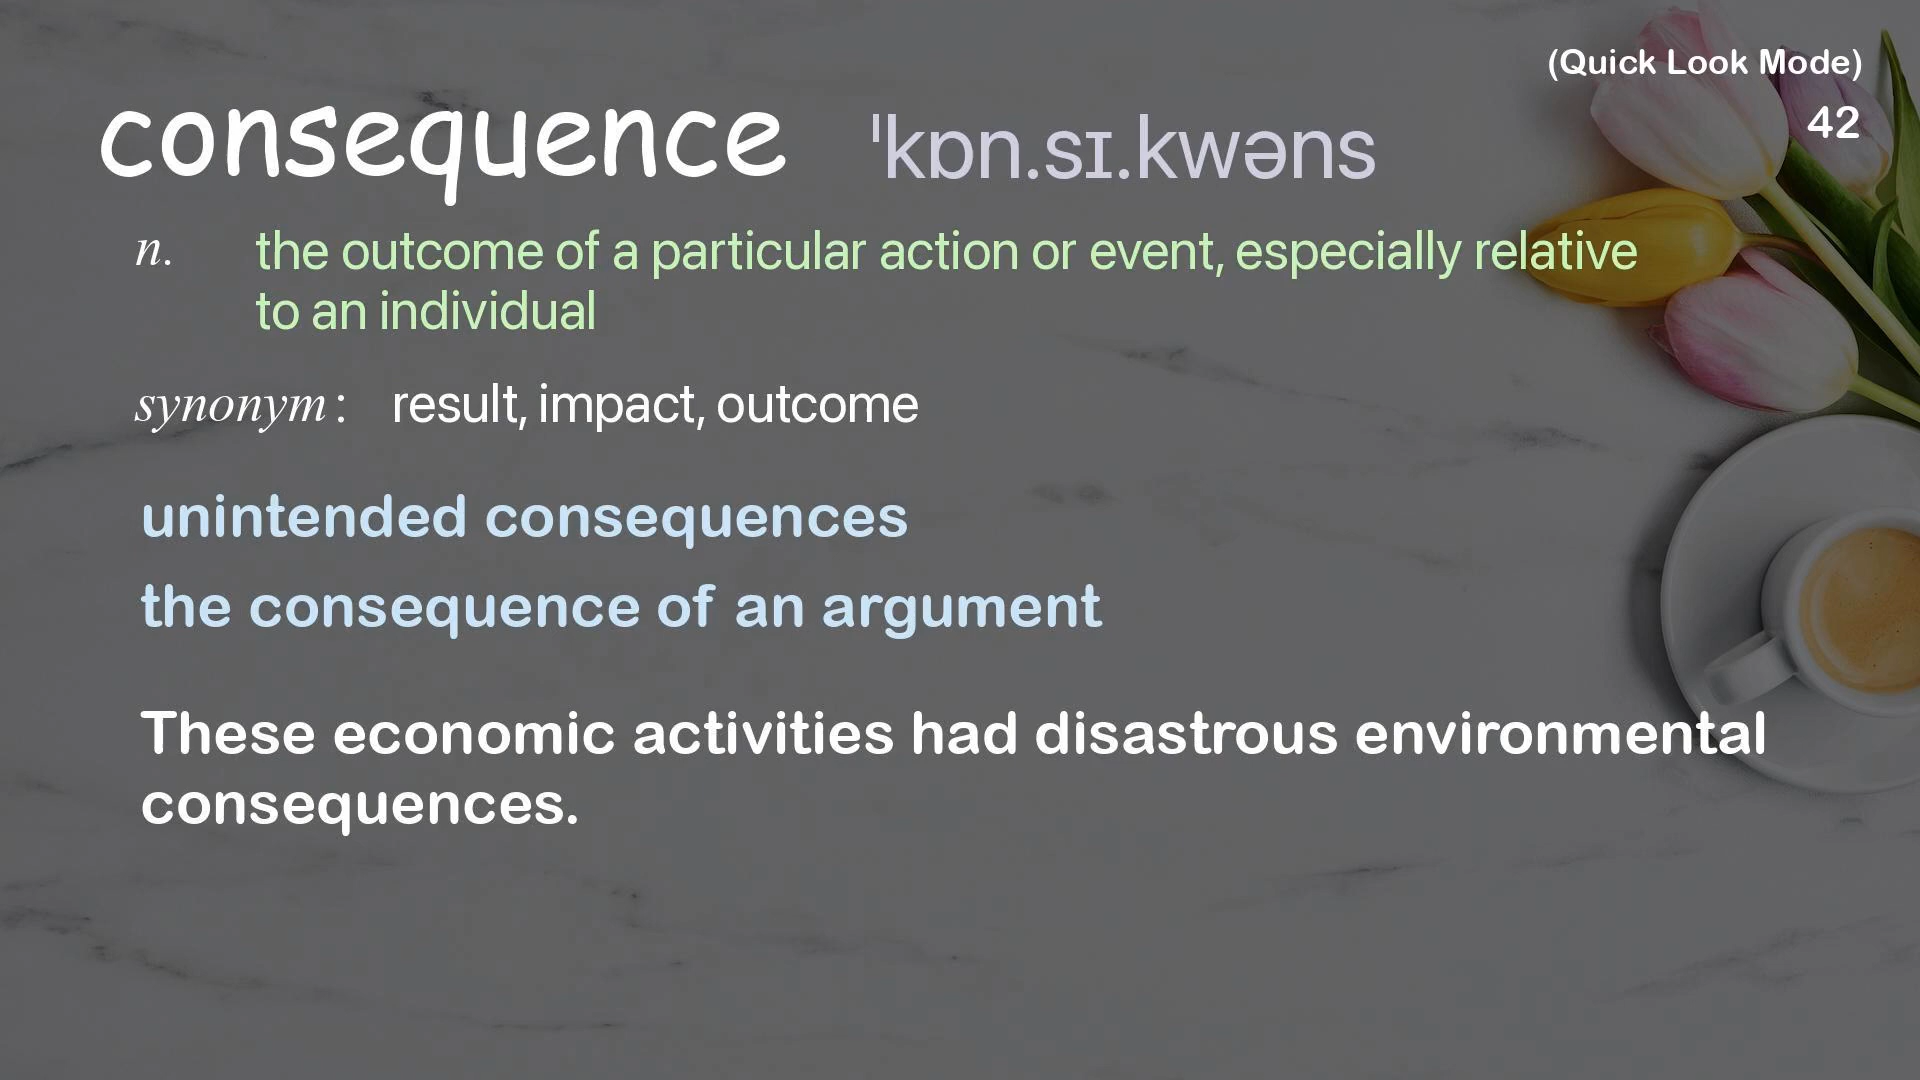 (Quick Look Mode)
42
consequence ˈkɒn.sɪ.kwəns
n. the outcome of a particular action or event, especially relative
to an individual
synonym: result, impact, outcome
unintended consequences
the consequence of an argument
These economic activities had disastrous environmental
consequences.